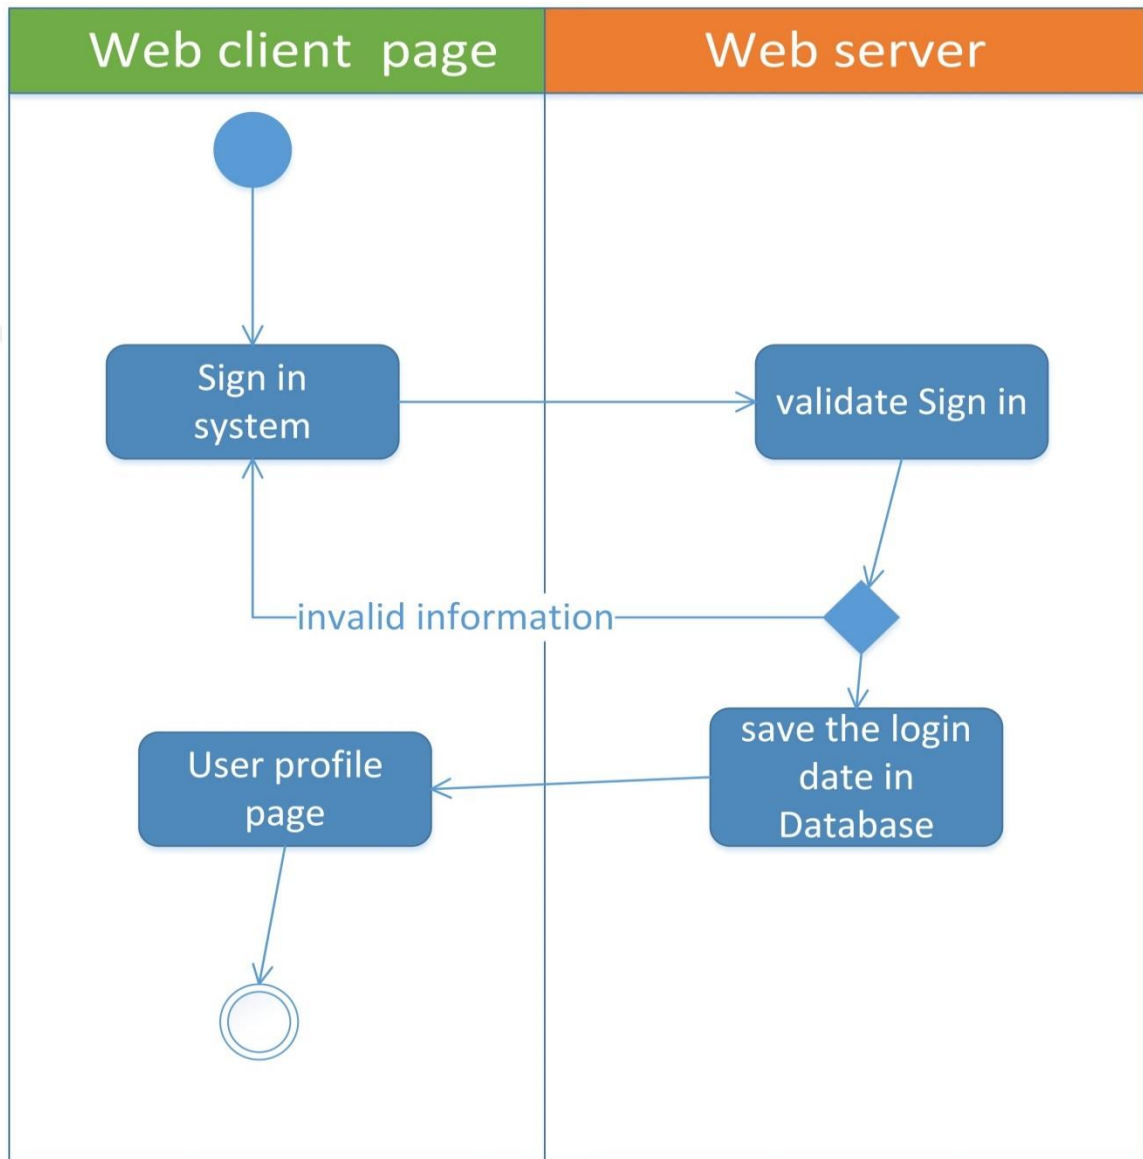 Web client page
Web server
Sign in
system
validate Sign in
invalid information
User profile
page
save the login
date in
Database